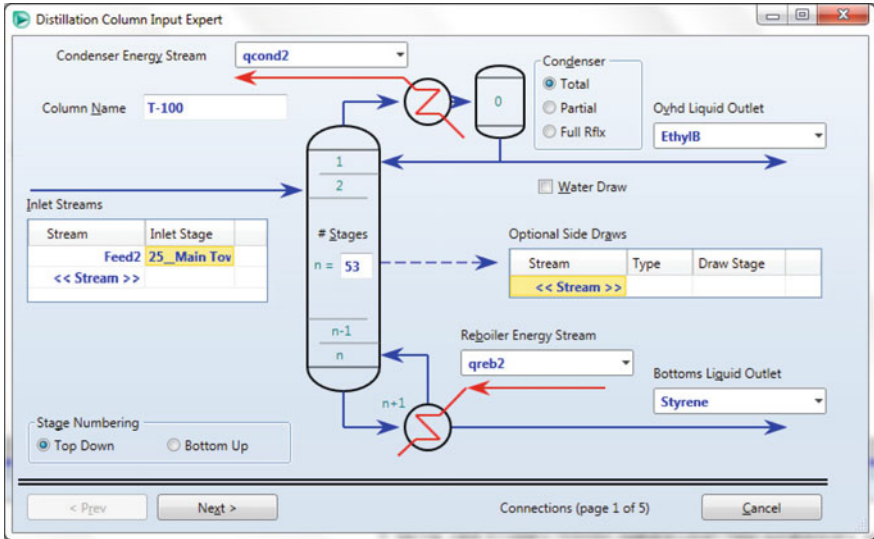 Distillation Column Input Expert
Condenser Energy Stream
qcond2
Column Name
T-100
0
Condenser
Total
Partial
Full Rflx
Ovhd Liquid Outlet
EthylB
1
2
Water Draw
Inlet Streams
Stream Inlet Stage
Feed2 25__Main Tov
<< Stream >>
# Stages
n = 53
Optional Side Draws
Stream Type Draw Stage
<< Stream >>
n-1
n
n+1
Reboiler Energy Stream
qreb2
Bottoms Liquid Outlet
Styrene
Stage Numbering
Top Down Bottom Up
< Prev Next > Connections (page 1 of 5) Cancel